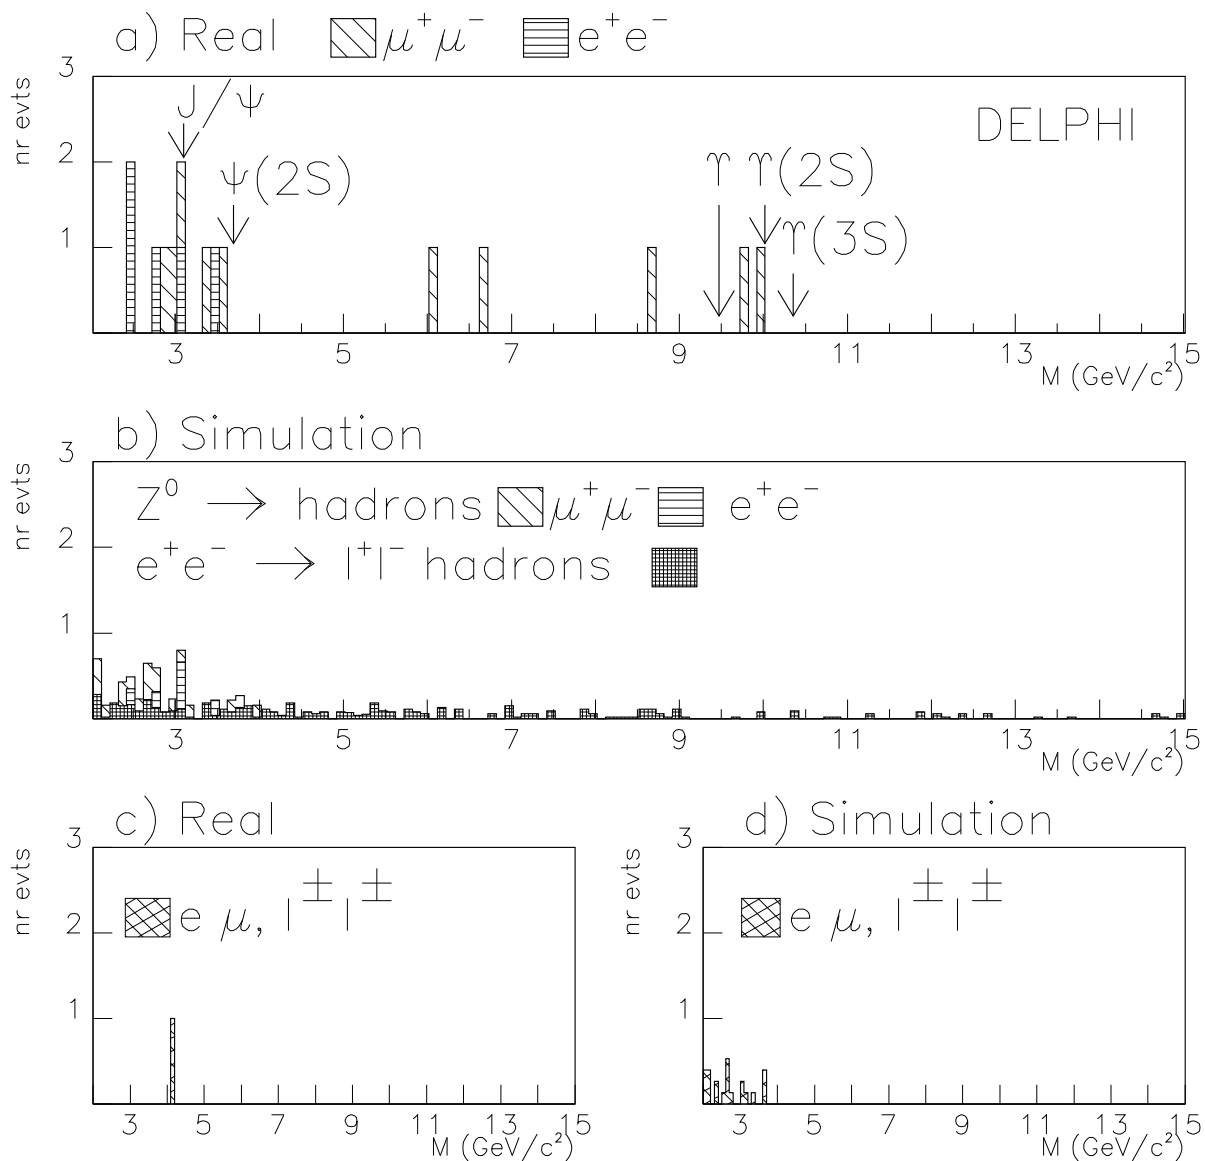 a) Real μ⁺μ⁻ e⁺e⁻
nr evts
3
2
1
J/ψ
ψ(2S)
DELPHI
ϒ ϒ(2S)
ϒ(3S)
3 5 7 9 11 13 15
M (GeV/c²)
b) Simulation
nr evts
3
2
1
Z⁰ → hadrons μ⁺μ⁻ e⁺e⁻
e⁺e⁻ → l⁺l⁻ hadrons
3 5 7 9 11 13 15
M (GeV/c²)
c) Real
nr evts
3
2
1
e μ, l± l±
3 5 7 9 11 13 15
M (GeV/c²)
d) Simulation
nr evts
3
2
1
e μ, l± l±
3 5 7 9 11 13 15
M (GeV/c²)